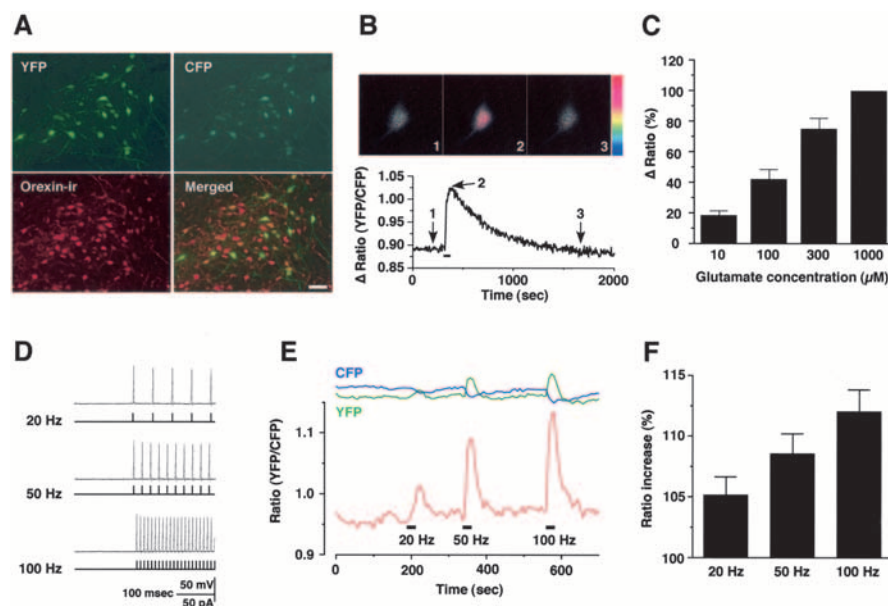 A
YFP
CFP
Orexin-ir
Merged
B
1
2
3
Δ Ratio (YFP/CFP)
1.05
1.00
0.95
0.90
0.85
1
2
3
0
1000
2000
Time (sec)
C
Δ Ratio (%)
120
100
80
60
40
20
0
10
100
300
1000
Glutamate concentration (µM)
D
20 Hz
50 Hz
100 Hz
100 msec
50 mV
50 pA
E
CFP
YFP
Ratio (YFP/CFP)
1.1
1.0
0.9
20 Hz
50 Hz
100 Hz
0
200
400
600
Time (sec)
F
Ratio increase (%)
115
110
105
100
20 Hz
50 Hz
100 Hz